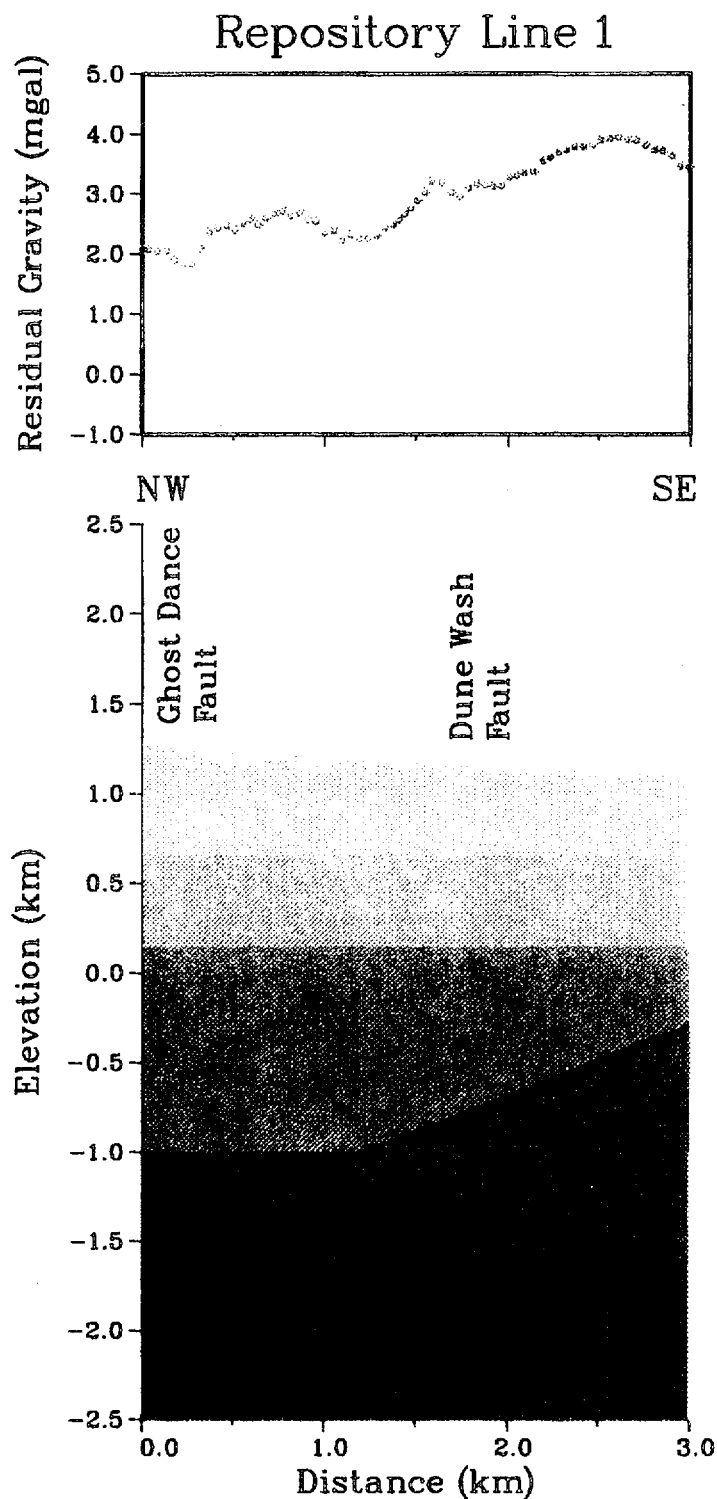 Repository Line 1
Residual Gravity (mgal)
5.0
4.0
3.0
2.0
1.0
0.0
-1.0
NW
SE
Elevation (km)
2.5
2.0
1.5
1.0
0.5
0.0
-0.5
-1.0
-1.5
-2.0
-2.5
Ghost Dance
Fault
Dune Wash
Fault
0.0
1.0
2.0
3.0
Distance (km)